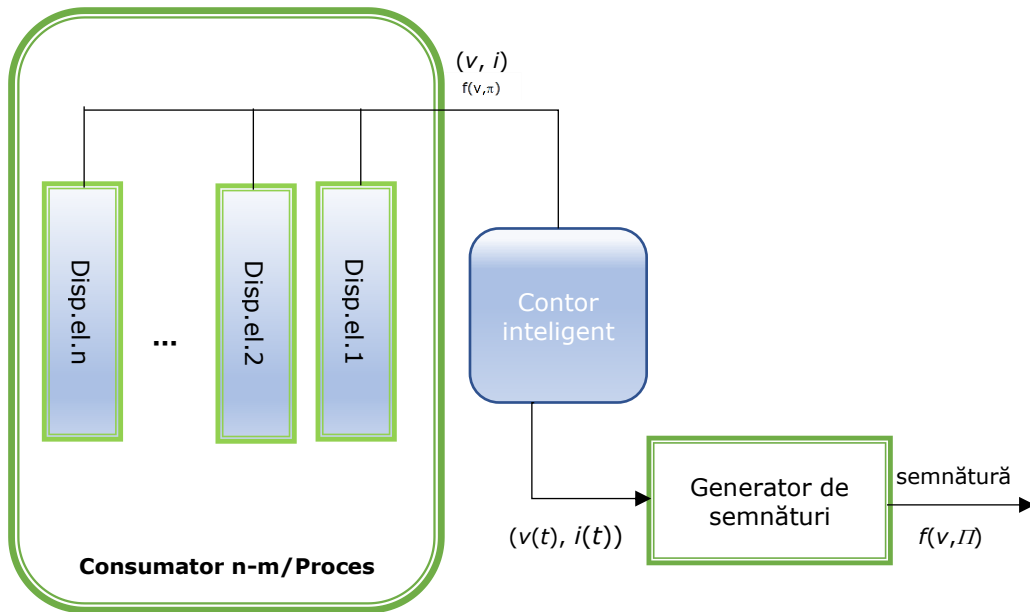 (v, i)
f(v,π)
Disp.el.n
...
Disp.el.2
Disp.el.1
Contor
inteligent
Generator de
semnături
semnătură
(v(t), i(t))
f(v,Π)
Consumator n-m/Proces